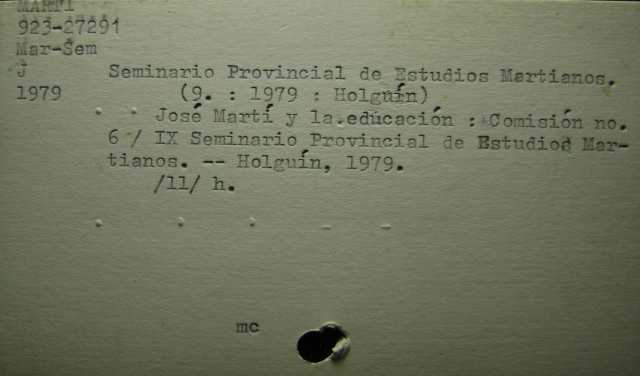 MARTI
923-27291
Mar-Sem
J Seminario Provincial de Estudios Martianos.
1979 (9. : 1979 : Holguín)
José Martí y la educación : Comisión no.
6 / IX Seminario Provincial de Estudiod Mar-
tianos. -- Holguín, 1979.
/11/ h.
mc